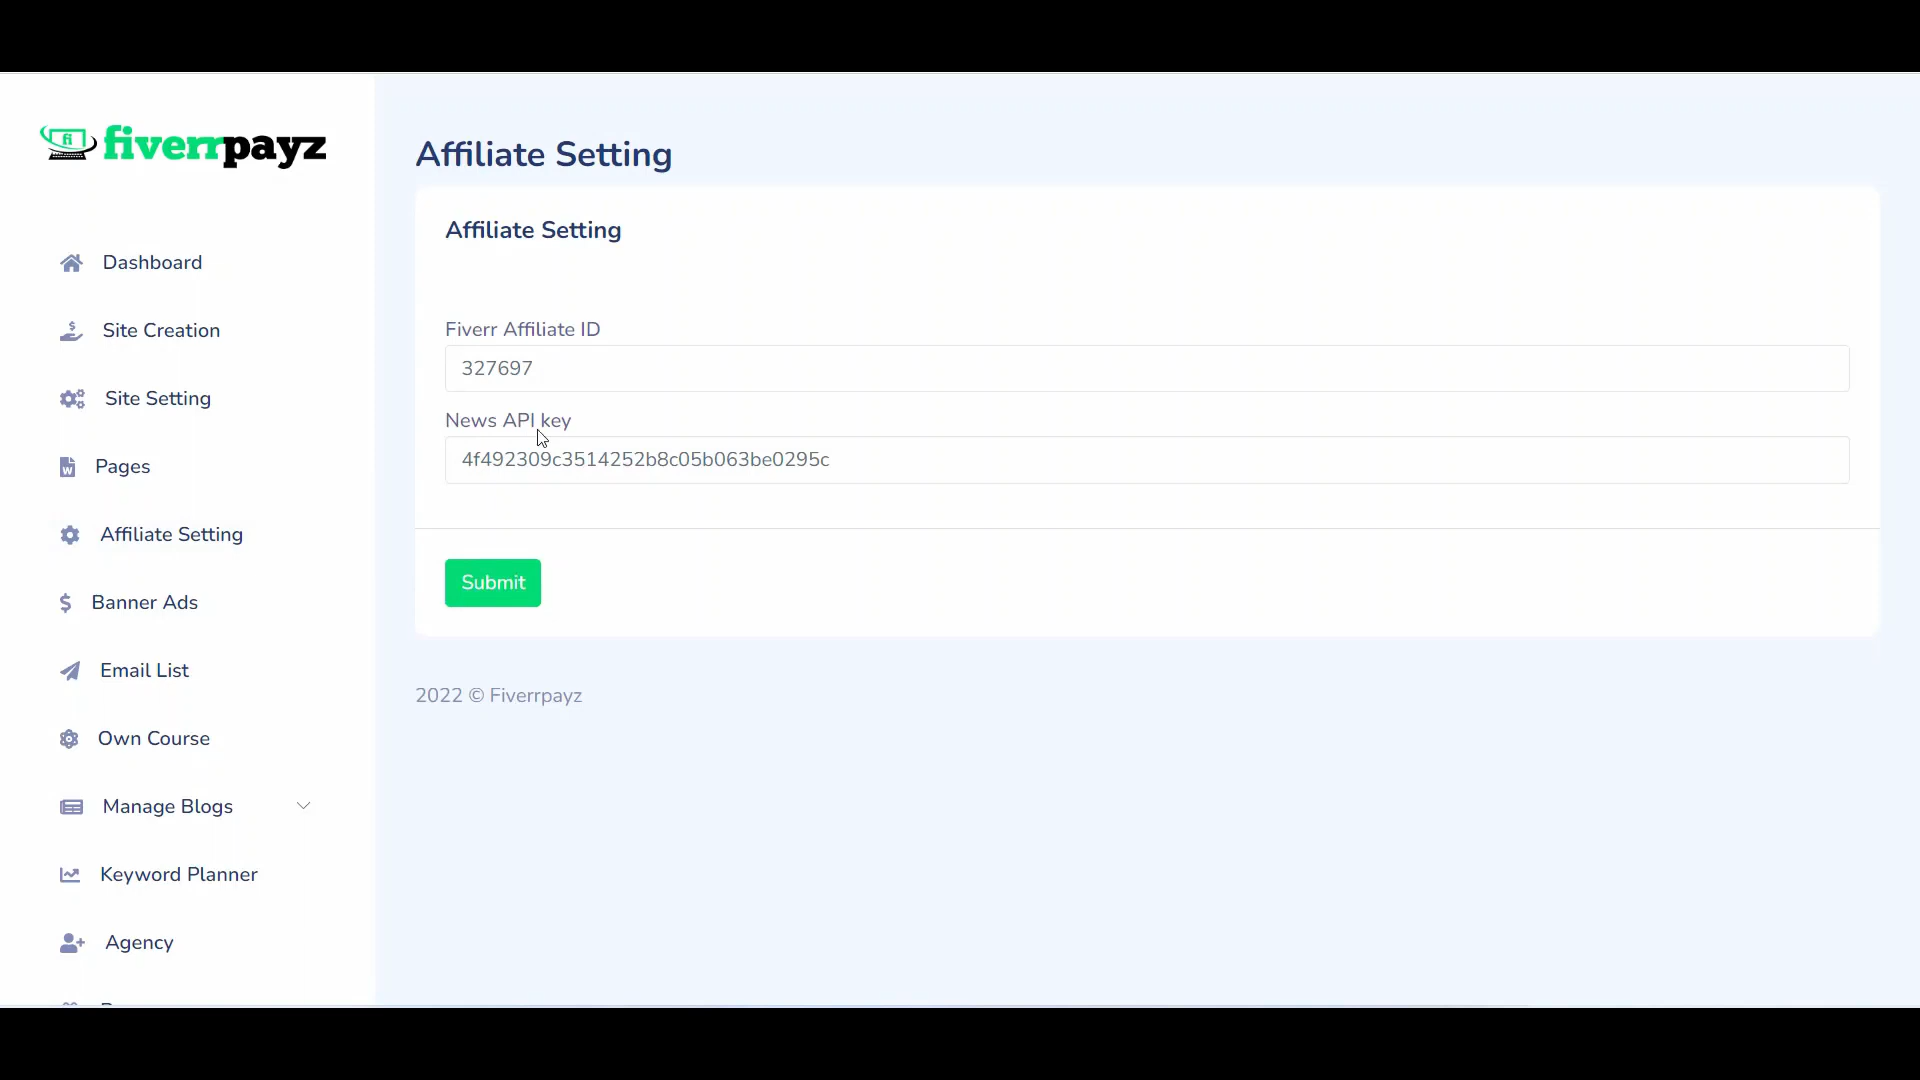 fiverrpayz
Dashboard
Site Creation
Site Setting
Pages
Affiliate Setting
Banner Ads
Email List
Own Course
Manage Blogs
Keyword Planner
Agency
Affiliate Setting
Affiliate Setting
Fiverr Affiliate ID
327697
News API key
4f492309c3514252b8c05b063be0295c
Submit
2022 © Fiverrpayz